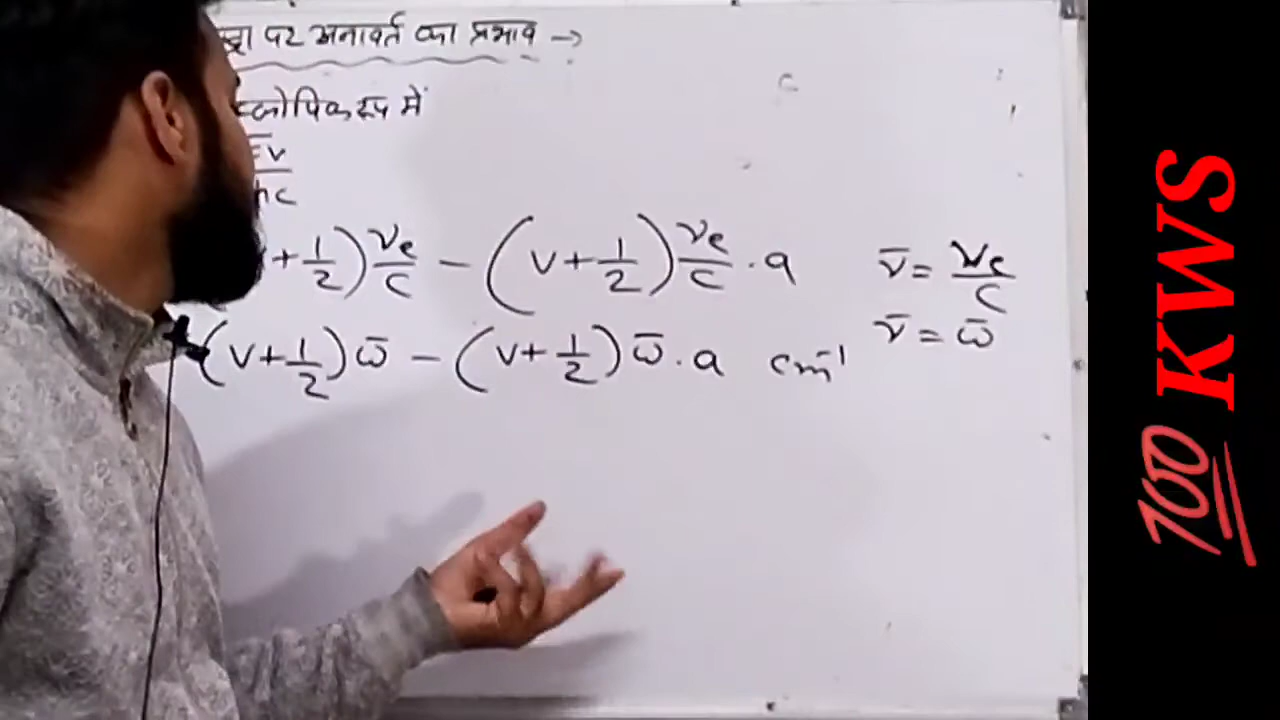 पर अनावर्त का प्रभाव →
स्कोपिक रूप में
Ev
hc
+ 1/2) νe/c - (v + 1/2) νe/c . a
ν̄ = νe/c
(v + 1/2) ω̄ - (v + 1/2) ω̄ . a cm⁻¹
ν̄ = ω̄
KWS
100